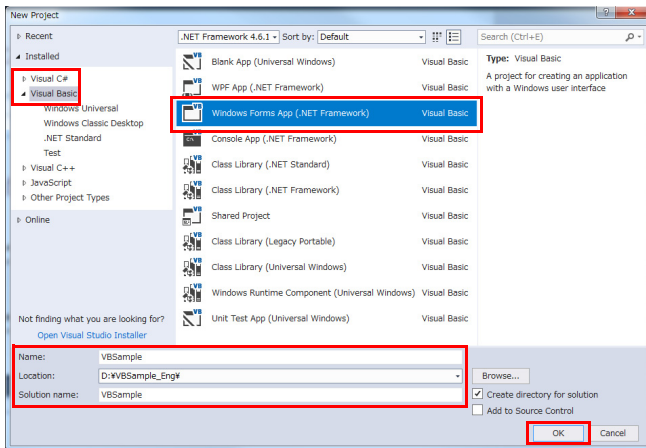 New Project
Recent
.NET Framework 4.6.1 Sort by: Default
Search (Ctrl+E)
Installed
Visual C#
Visual Basic
Windows Universal
Windows Classic Desktop
.NET Standard
Test
Visual C++
JavaScript
Other Project Types
Online
Not finding what you are looking for?
Open Visual Studio Installer
Blank App (Universal Windows) Visual Basic
WPF App (.NET Framework) Visual Basic
Windows Forms App (.NET Framework) Visual Basic
Console App (.NET Framework) Visual Basic
Class Library (.NET Standard) Visual Basic
Class Library (.NET Framework) Visual Basic
Shared Project Visual Basic
Class Library (Legacy Portable) Visual Basic
Class Library (Universal Windows) Visual Basic
Windows Runtime Component (Universal Windows) Visual Basic
Unit Test App (Universal Windows) Visual Basic
Type: Visual Basic
A project for creating an application
with a Windows user interface
Name: VBSample
Location: D:¥VBSample_Eng¥
Browse...
Solution name: VBSample
Create directory for solution
Add to Source Control
OK Cancel